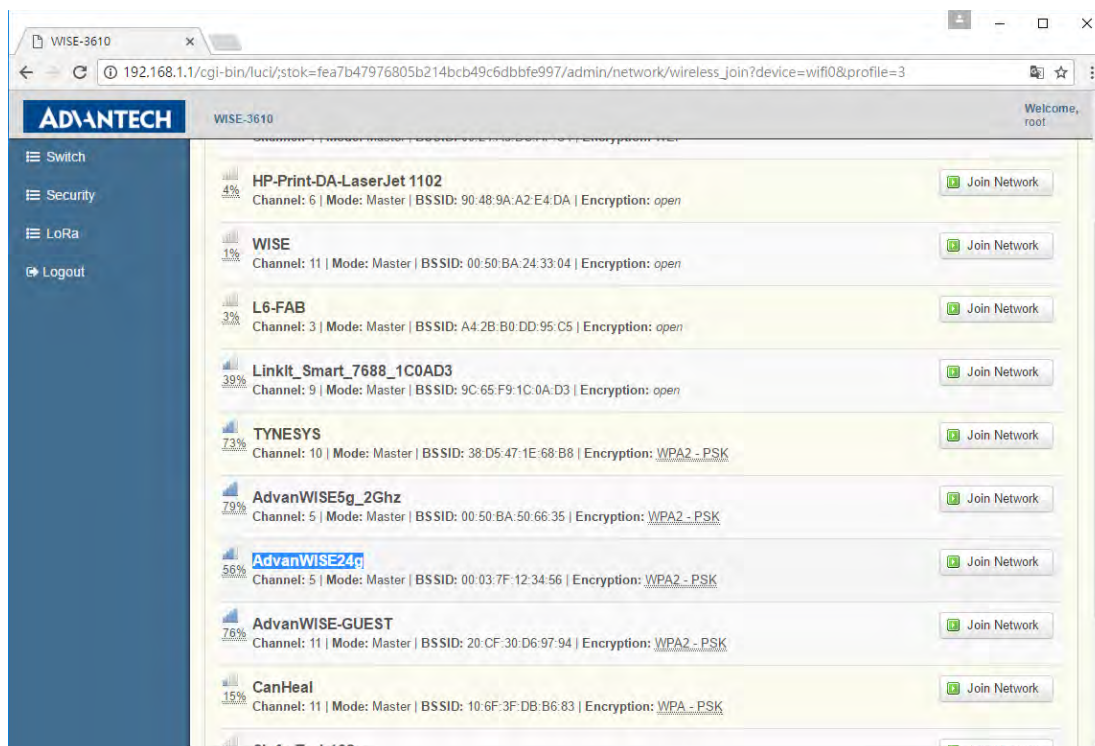 WISE-3610
192.168.1.1/cgi-bin/luci/;stok=fea7b47976805b214bcb49c6dbbfe997/admin/network/wireless_join?device=wifi0&profile=3
ADVANTECH
WISE-3610
Welcome,
root
Switch
Security
LoRa
Logout
4%
HP-Print-DA-LaserJet 1102
Join Network
Channel: 6 | Mode: Master | BSSID: 90:48:9A:A2:E4:DA | Encryption: open
1%
WISE
Join Network
Channel: 11 | Mode: Master | BSSID: 00:50:BA:24:33:04 | Encryption: open
3%
L6-FAB
Join Network
Channel: 3 | Mode: Master | BSSID: A4:2B:B0:DD:95:C5 | Encryption: open
39%
LinkIt_Smart_7688_1C0AD3
Join Network
Channel: 9 | Mode: Master | BSSID: 9C:65:F9:1C:0A:D3 | Encryption: open
73%
TYNESYS
Join Network
Channel: 10 | Mode: Master | BSSID: 38:D5:47:1E:68:B8 | Encryption: WPA2 - PSK
79%
AdvanWISE5g_2Ghz
Join Network
Channel: 5 | Mode: Master | BSSID: 00:50:BA:50:66:35 | Encryption: WPA2 - PSK
56%
AdvanWISE24g
Join Network
Channel: 5 | Mode: Master | BSSID: 00:03:7F:12:34:56 | Encryption: WPA2 - PSK
76%
AdvanWISE-GUEST
Join Network
Channel: 11 | Mode: Master | BSSID: 20:CF:30:D6:97:94 | Encryption: WPA2 - PSK
15%
CanHeal
Join Network
Channel: 11 | Mode: Master | BSSID: 10:6F:3F:DB:B6:83 | Encryption: WPA - PSK